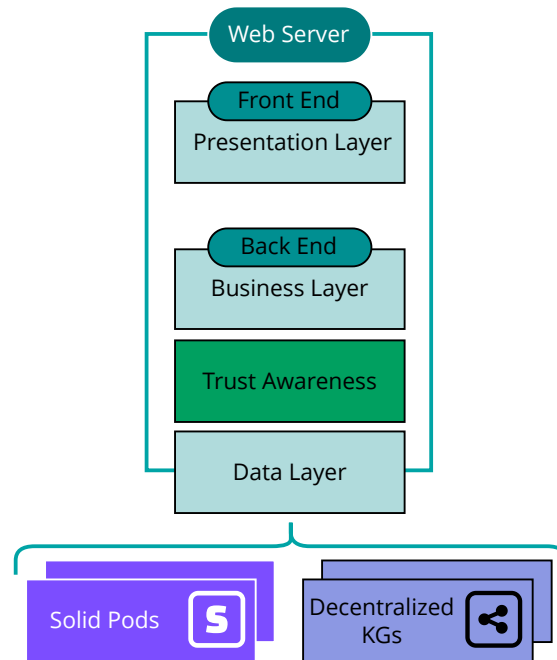 Web Server
Front End
Presentation Layer
Back End
Business Layer
Trust Awareness
Data Layer
Solid Pods
S
Decentralized
KGs